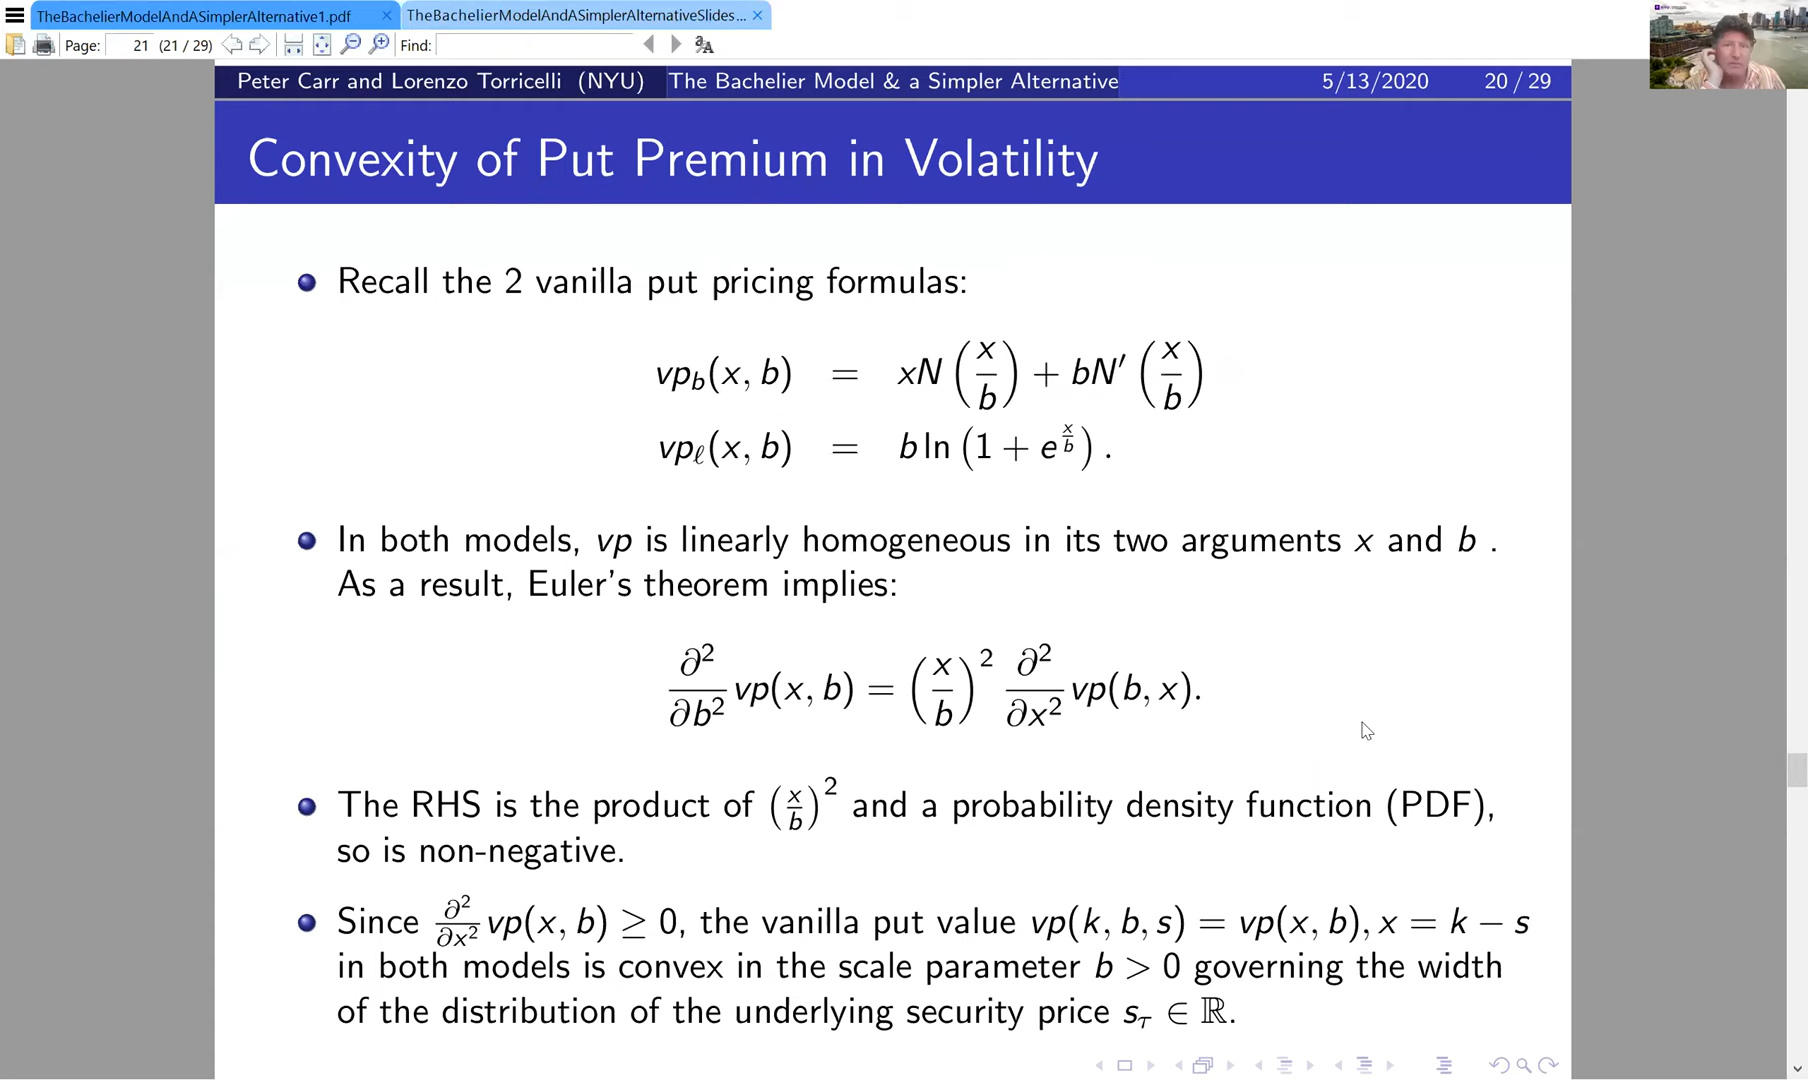 TheBachelierModelAndASimplerAlternative1.pdf
TheBachelierModelAndASimplerAlternativeSlides...
Page: 21 (21 / 29) Find:
Peter Carr and Lorenzo Torricelli (NYU) The Bachelier Model & a Simpler Alternative 5/13/2020 20 / 29
Convexity of Put Premium in Volatility
Recall the 2 vanilla put pricing formulas:
vp_b(x, b) = xN(x/b) + bN′(x/b)
vp_ℓ(x, b) = b ln(1 + e^{x/b}).
In both models, vp is linearly homogeneous in its two arguments x and b .
As a result, Euler's theorem implies:
∂²/∂b² vp(x, b) = (x/b)² ∂²/∂x² vp(b, x).
The RHS is the product of (x/b)² and a probability density function (PDF),
so is non-negative.
Since ∂²/∂x² vp(x, b) ≥ 0, the vanilla put value vp(k, b, s) = vp(x, b), x = k − s
in both models is convex in the scale parameter b > 0 governing the width
of the distribution of the underlying security price s_τ ∈ ℝ.